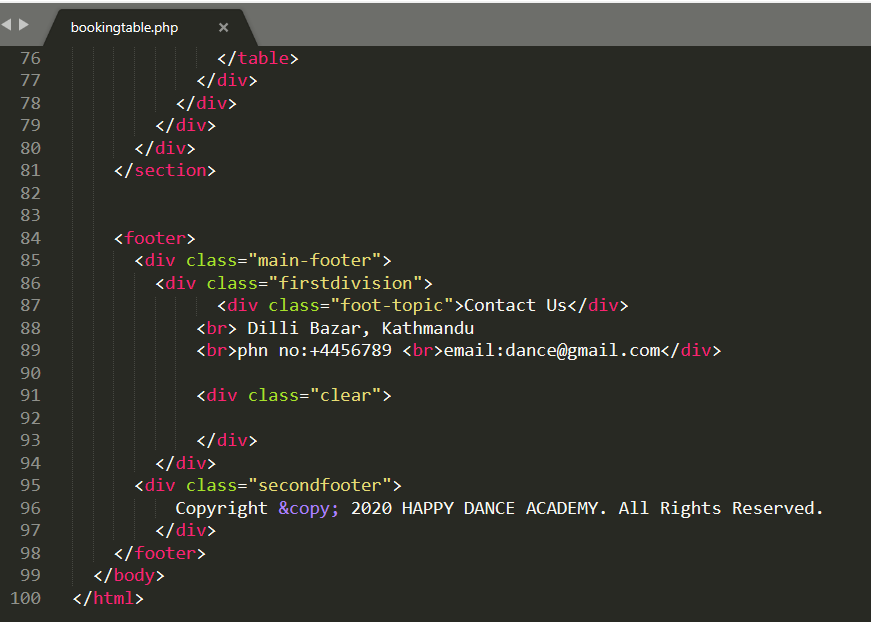 bookingtable.php ×
76 </table>
77 </div>
78 </div>
79 </div>
80 </div>
81 </section>
82
83
84 <footer>
85 <div class="main-footer">
86 <div class="firstdivision">
87 <div class="foot-topic">Contact Us</div>
88 <br> Dilli Bazar, Kathmandu
89 <br>phn no:+4456789 <br>email:dance@gmail.com</div>
90
91 <div class="clear">
92
93 </div>
94 </div>
95 <div class="secondfooter">
96 Copyright &copy; 2020 HAPPY DANCE ACADEMY. All Rights Reserved.
97 </div>
98 </footer>
99 </body>
100 </html>